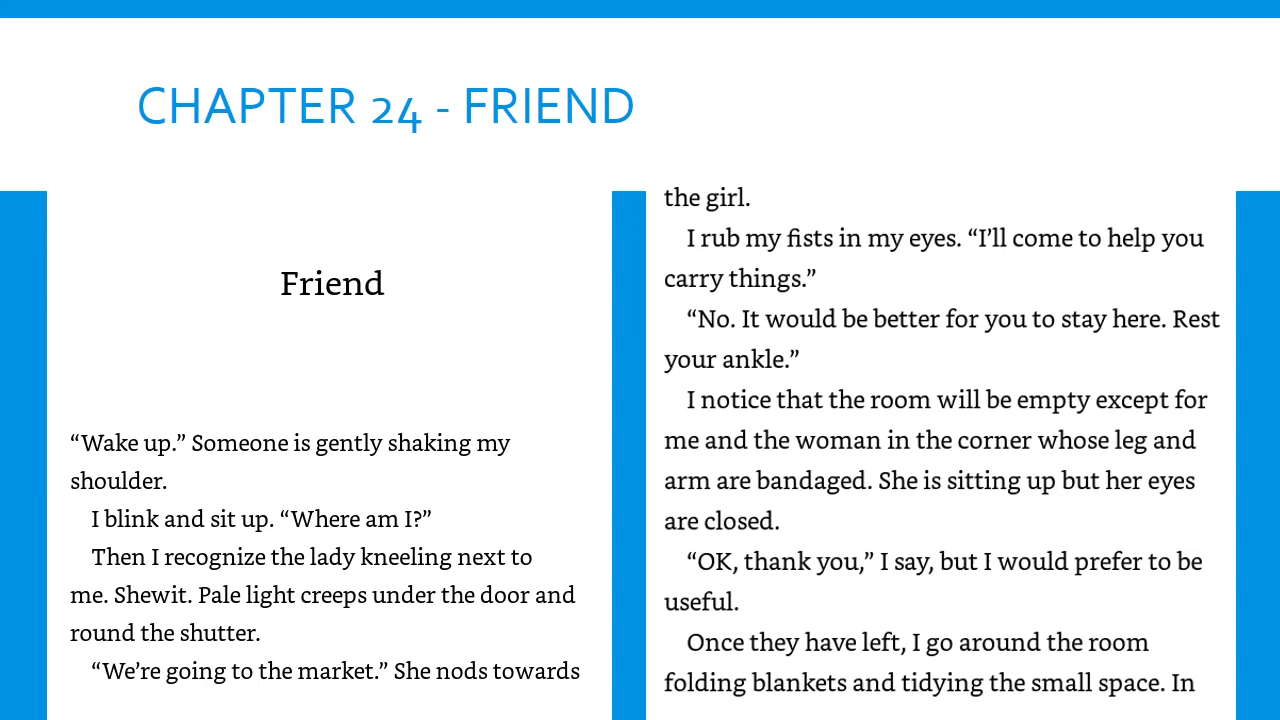 CHAPTER 24 - FRIEND
Friend
“Wake up.” Someone is gently shaking my
shoulder.
I blink and sit up. “Where am I?”
Then I recognize the lady kneeling next to
me. Shewit. Pale light creeps under the door and
round the shutter.
“We’re going to the market.” She nods towards
the girl.
I rub my fists in my eyes. “I’ll come to help you
carry things.”
“No. It would be better for you to stay here. Rest
your ankle.”
I notice that the room will be empty except for
me and the woman in the corner whose leg and
arm are bandaged. She is sitting up but her eyes
are closed.
“OK, thank you,” I say, but I would prefer to be
useful.
Once they have left, I go around the room
folding blankets and tidying the small space. In